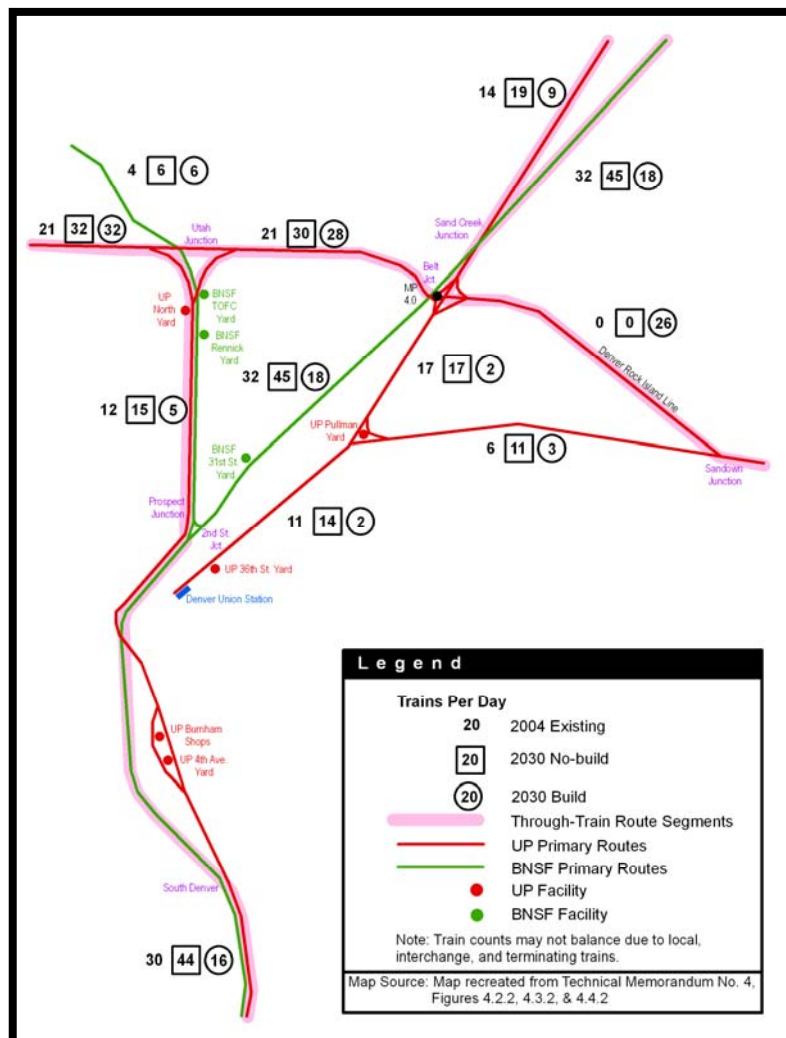 14 19 9
32 45 18
4 6 6
21 32 32
Utah
Junction
21 30 28
Sand Creek
Junction
Belt
Jct.
MP
4.0
UP
North
Yard
BNSF
TOFC
Yard
BNSF
Rennick
Yard
0 0 26
Denver Rock Island Line
32 45 18
17 17 2
12 15 5
UP Pullman
Yard
BNSF
31st St.
Yard
6 11 3
Sandown
Junction
Prospect
Junction
2nd St.
Jct.
11 14 2
UP 36th St. Yard
Denver Union Station
UP Burnham
Shops
UP 4th Ave.
Yard
South Denver
30 44 16
Legend
Trains Per Day
20 2004 Existing
20 2030 No-build
20 2030 Build
Through-Train Route Segments
UP Primary Routes
BNSF Primary Routes
UP Facility
BNSF Facility
Note: Train counts may not balance due to local,
interchange, and terminating trains.
Map Source: Map recreated from Technical Memorandum No. 4,
Figures 4.2.2, 4.3.2, & 4.4.2